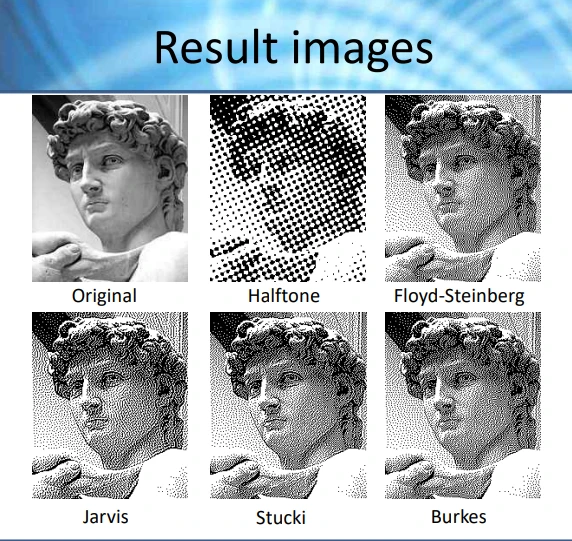 Result images
Original
Halftone
Floyd-Steinberg
Jarvis
Stucki
Burkes